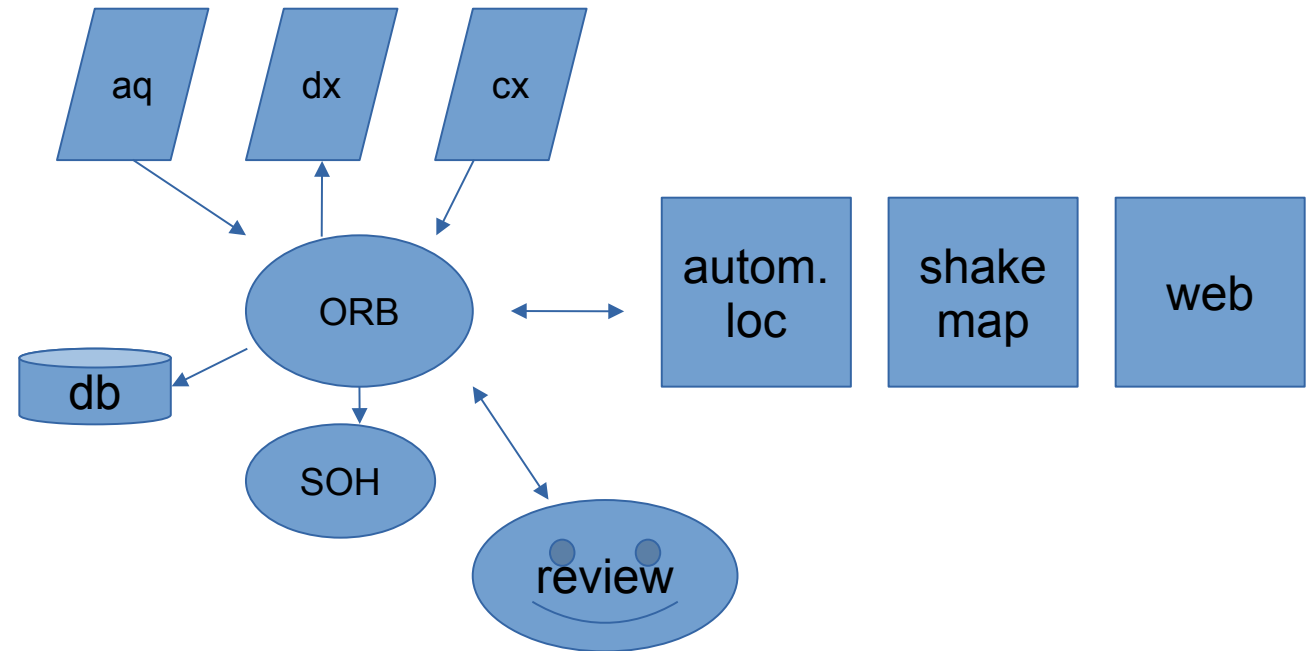 aq
dx
cx
ORB
autom.
loc
shake
map
web
db
SOH
review